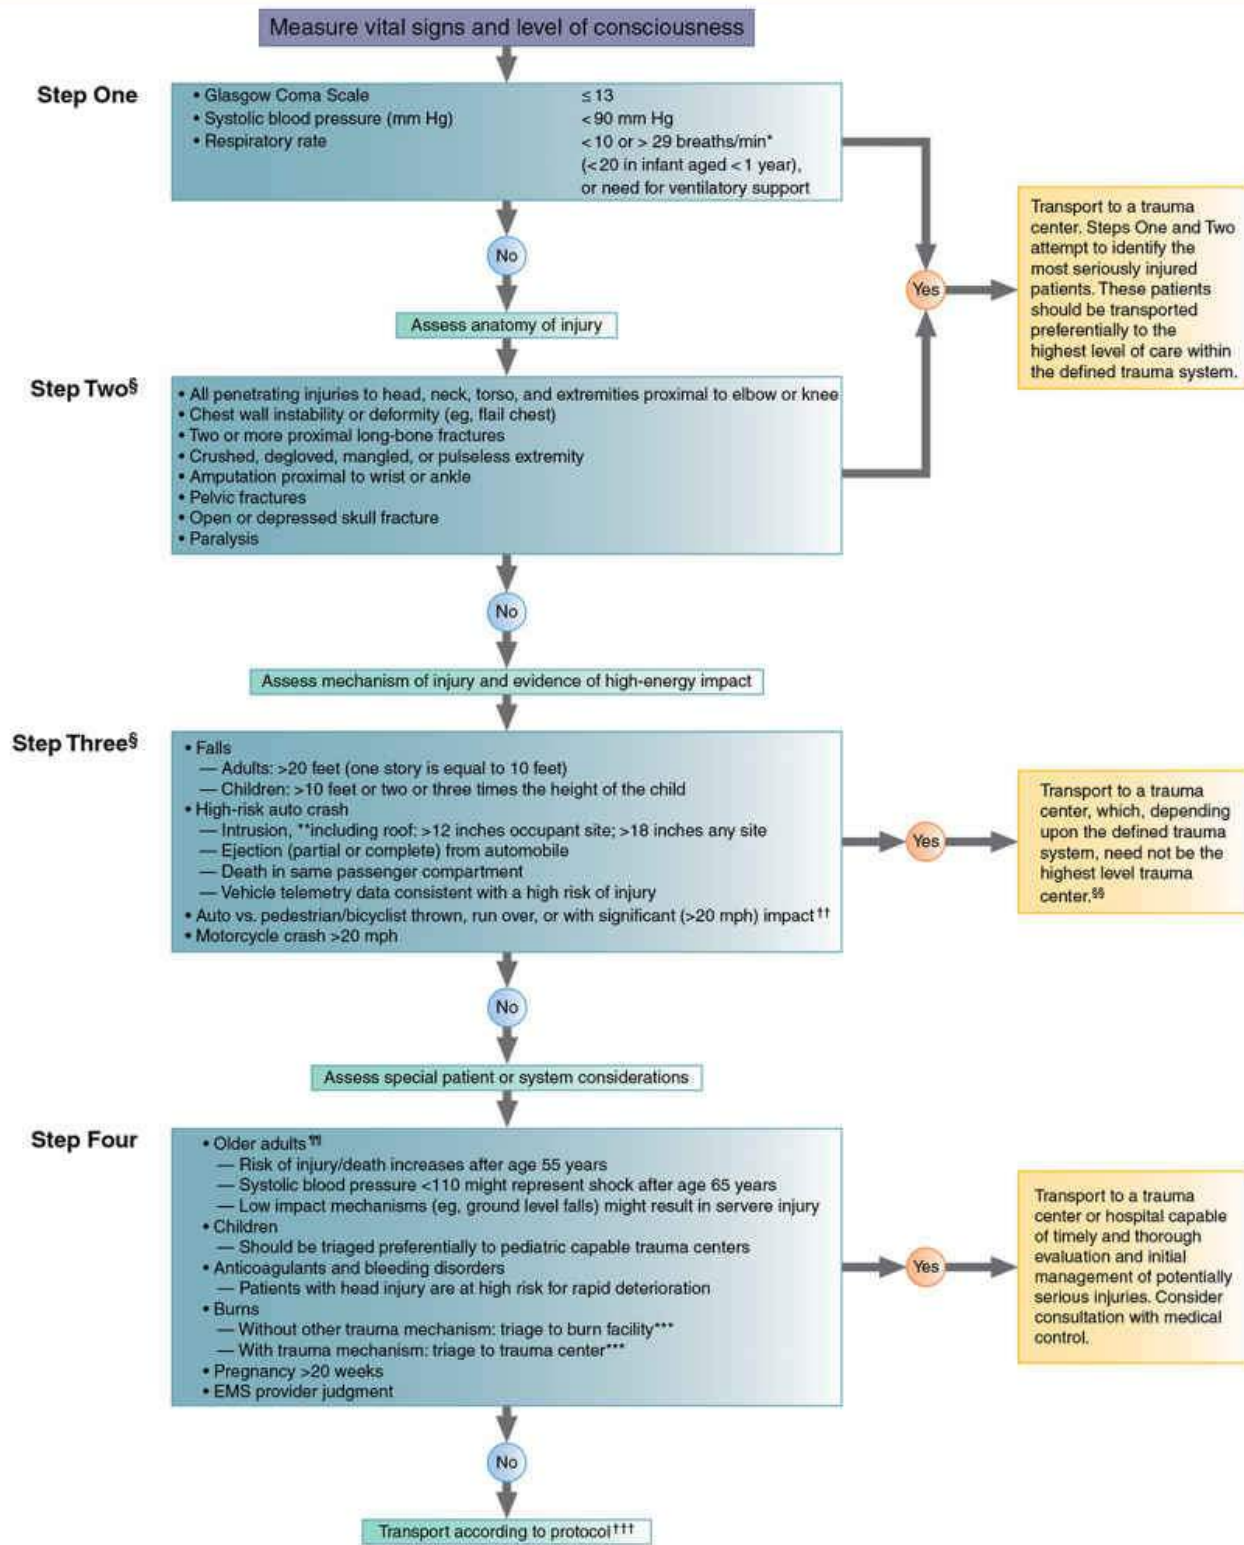 Measure vital signs and level of consciousness
Step One
• Glasgow Coma Scale ≤ 13
• Systolic blood pressure (mm Hg) < 90 mm Hg
• Respiratory rate < 10 or > 29 breaths/min*
(< 20 in infant aged < 1 year),
or need for ventilatory support
Yes
Transport to a trauma
center. Steps One and Two
attempt to identify the
most seriously injured
patients. These patients
should be transported
preferentially to the
highest level of care within
the defined trauma system.
No
Assess anatomy of injury
Step Two§
• All penetrating injuries to head, neck, torso, and extremities proximal to elbow or knee
• Chest wall instability or deformity (eg, flail chest)
• Two or more proximal long-bone fractures
• Crushed, degloved, mangled, or pulseless extremity
• Amputation proximal to wrist or ankle
• Pelvic fractures
• Open or depressed skull fracture
• Paralysis
No
Assess mechanism of injury and evidence of high-energy impact
Step Three§
• Falls
— Adults: >20 feet (one story is equal to 10 feet)
— Children: >10 feet or two or three times the height of the child
• High-risk auto crash
— Intrusion, **including roof: >12 inches occupant site; >18 inches any site
— Ejection (partial or complete) from automobile
— Death in same passenger compartment
— Vehicle telemetry data consistent with a high risk of injury
• Auto vs. pedestrian/bicyclist thrown, run over, or with significant (>20 mph) impact††
• Motorcycle crash >20 mph
Yes
Transport to a trauma
center, which, depending
upon the defined trauma
system, need not be the
highest level trauma
center.§§
No
Assess special patient or system considerations
Step Four
• Older adults¶¶
— Risk of injury/death increases after age 55 years
— Systolic blood pressure <110 might represent shock after age 65 years
— Low impact mechanisms (eg, ground level falls) might result in servere injury
• Children
— Should be triaged preferentially to pediatric capable trauma centers
• Anticoagulants and bleeding disorders
— Patients with head injury are at high risk for rapid deterioration
• Burns
— Without other trauma mechanism: triage to burn facility***
— With trauma mechanism: triage to trauma center***
• Pregnancy >20 weeks
• EMS provider judgment
Yes
Transport to a trauma
center or hospital capable
of timely and thorough
evaluation and initial
management of potentially
serious injuries. Consider
consultation with medical
control.
No
Transport according to protocol†††